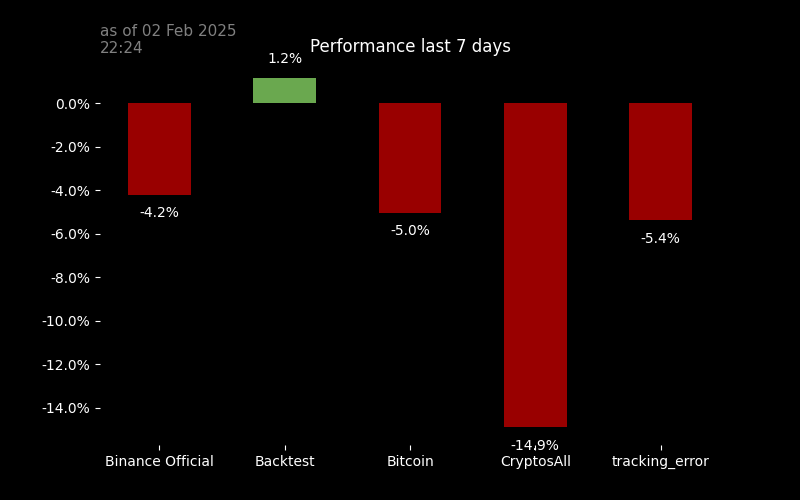 as of 02 Feb 2025
22:24
Performance last 7 days
1.2%
0.0%
-2.0%
-4.0%
-4.2%
-5.0%
-5.4%
-6.0%
-8.0%
-10.0%
-12.0%
-14.0%
-14.9%
Binance Official
Backtest
Bitcoin
CryptosAll
tracking_error